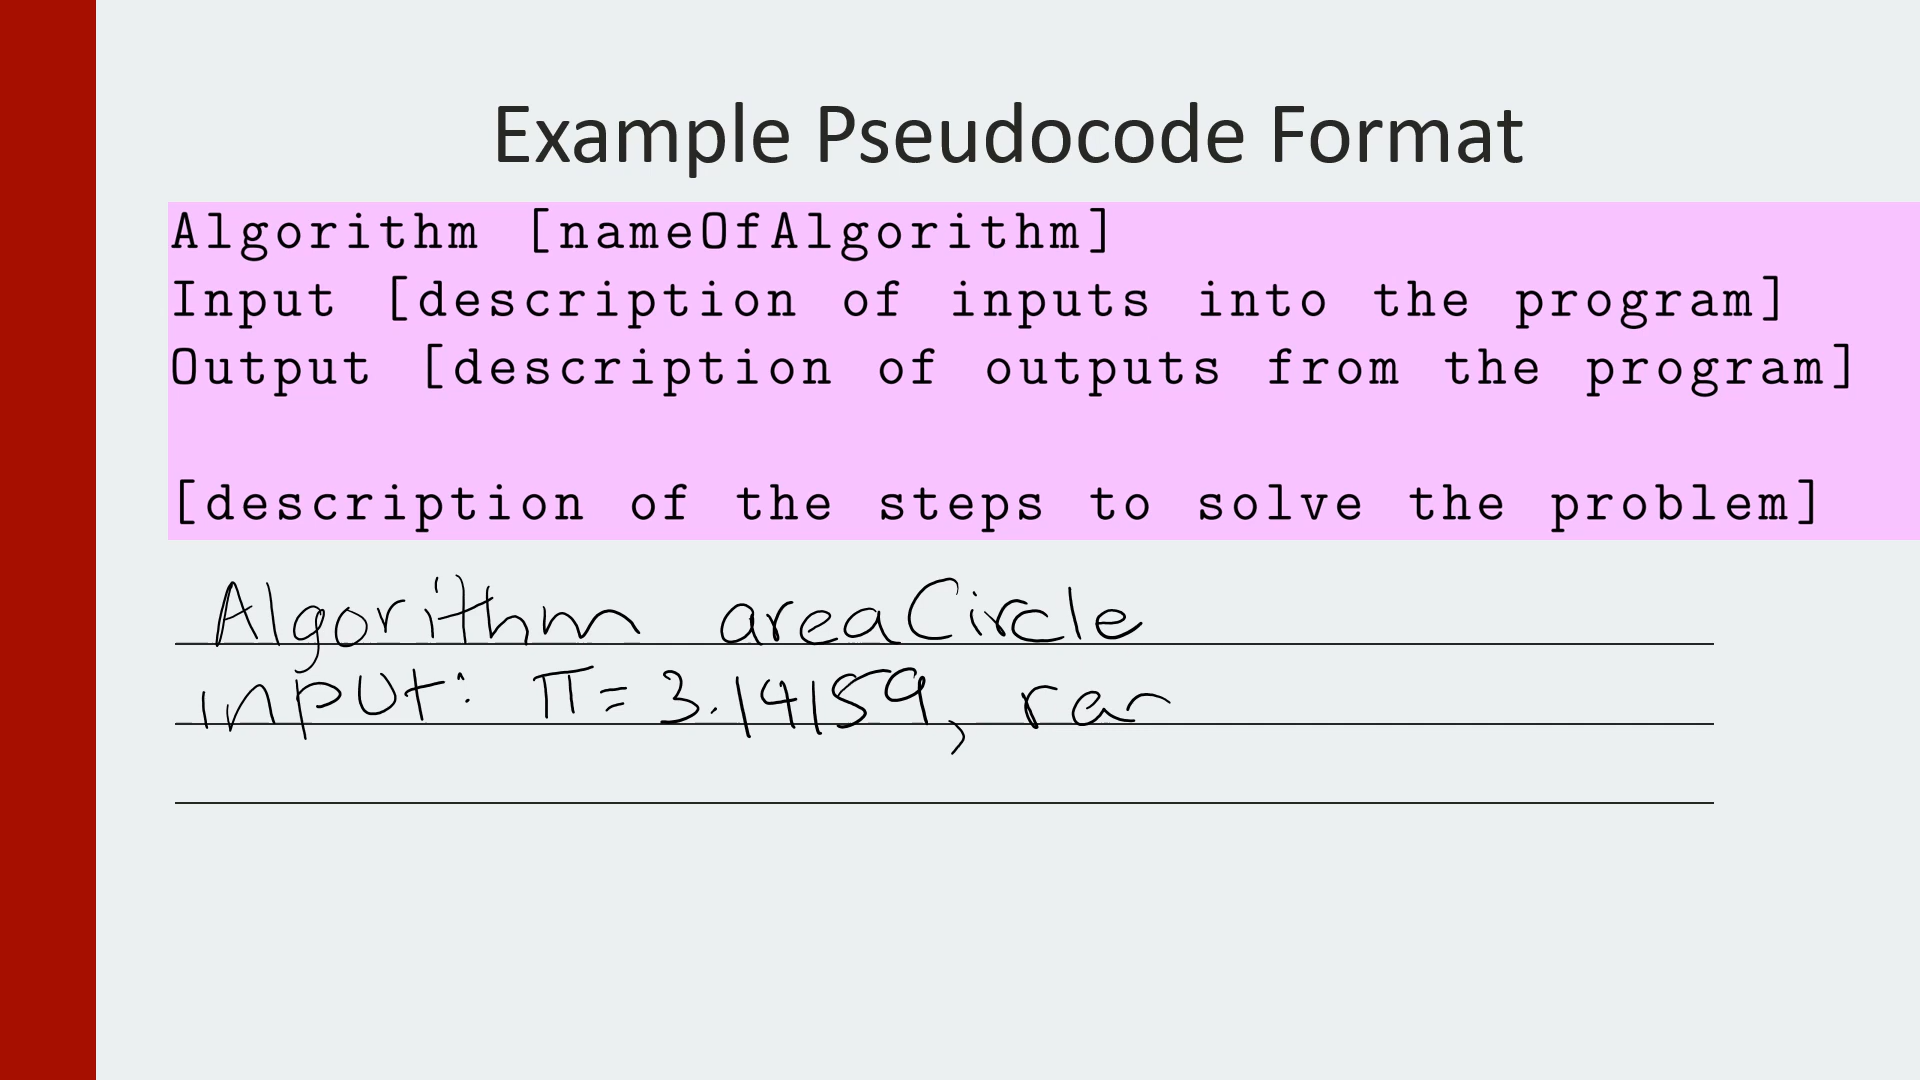 Example Pseudocode Format
Algorithm [nameOfAlgorithm]
Input [description of inputs into the program]
Output [description of outputs from the program]
[description of the steps to solve the problem]
Algorithm areaCircle
input: π = 3.14159, rar